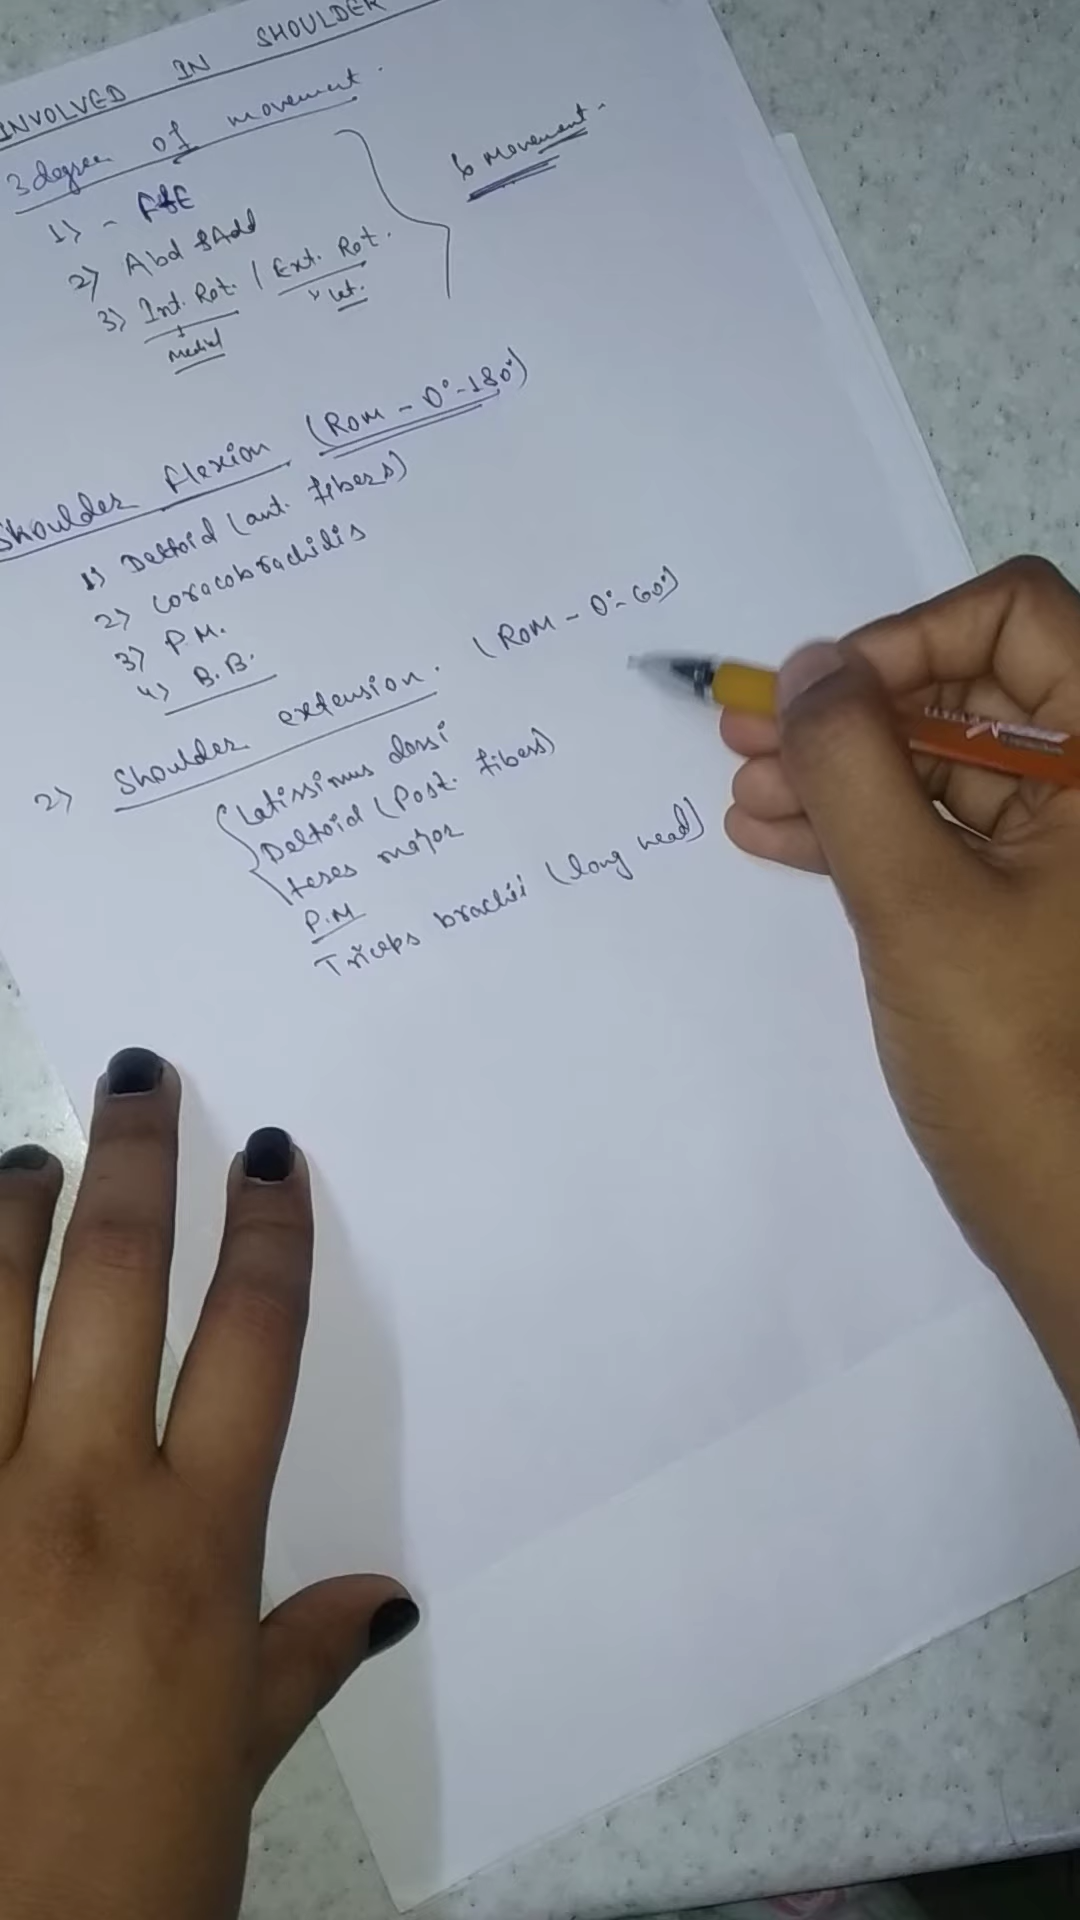 INVOLVED IN SHOULDER
3 degree of movement.
1) - F&E
2) Abd & Add
3) Int. Rot. / Ext. Rot.
Medial
Lat.
6 movement.
Shoulder flexion (ROM - 0°-180°)
1) Deltoid (ant. fibers)
2) Coracobrachilis
3) P.M.
4) B.B.
2) Shoulder extension. (ROM - 0°-60°)
Latissimus dorsi
Deltoid (Post. fibers)
teres major
P.M
Triceps brachii (long head)